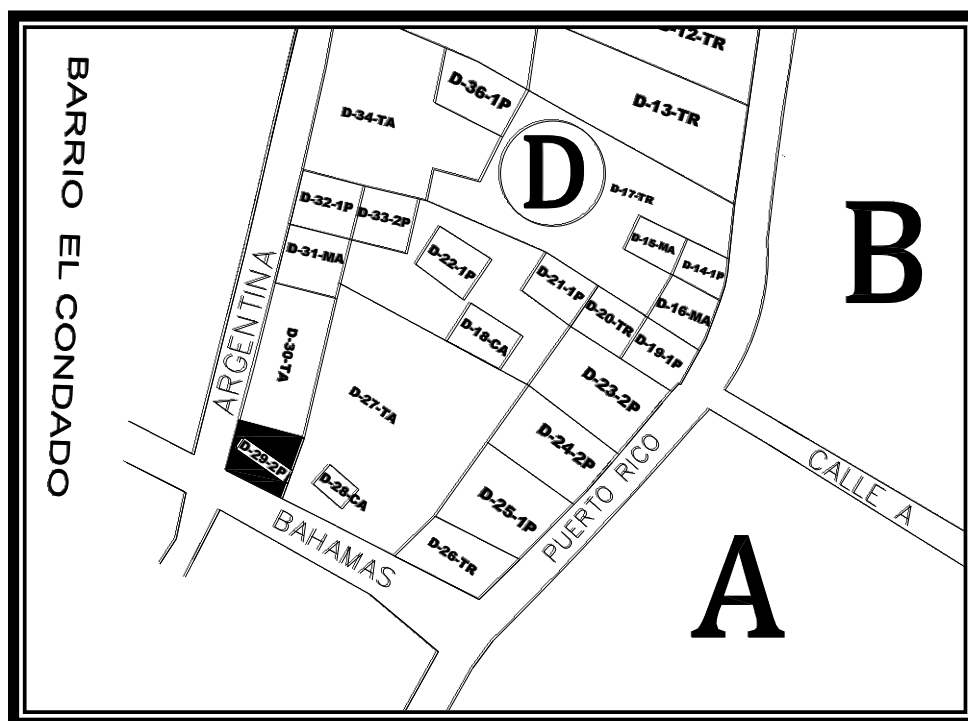 BARRIO EL CONDADO
D-12-TR
D-36-1P
D-13-TR
D-34-TA
D
D-17-TR
D-32-1P
D-33-2P
B
D-15-MA
D-31-MA
D-22-1P
D-14-1P
D-21-1P
D-16-MA
D-20-TR
ARGENTINA
D-18-CA
D-19-1P
D-30-TA
D-23-2P
D-27-TA
D-24-2P
D-29-2P
D-28-CA
CALLE A
PUERTO RICO
D-25-1P
BAHAMAS
D-26-TR
A